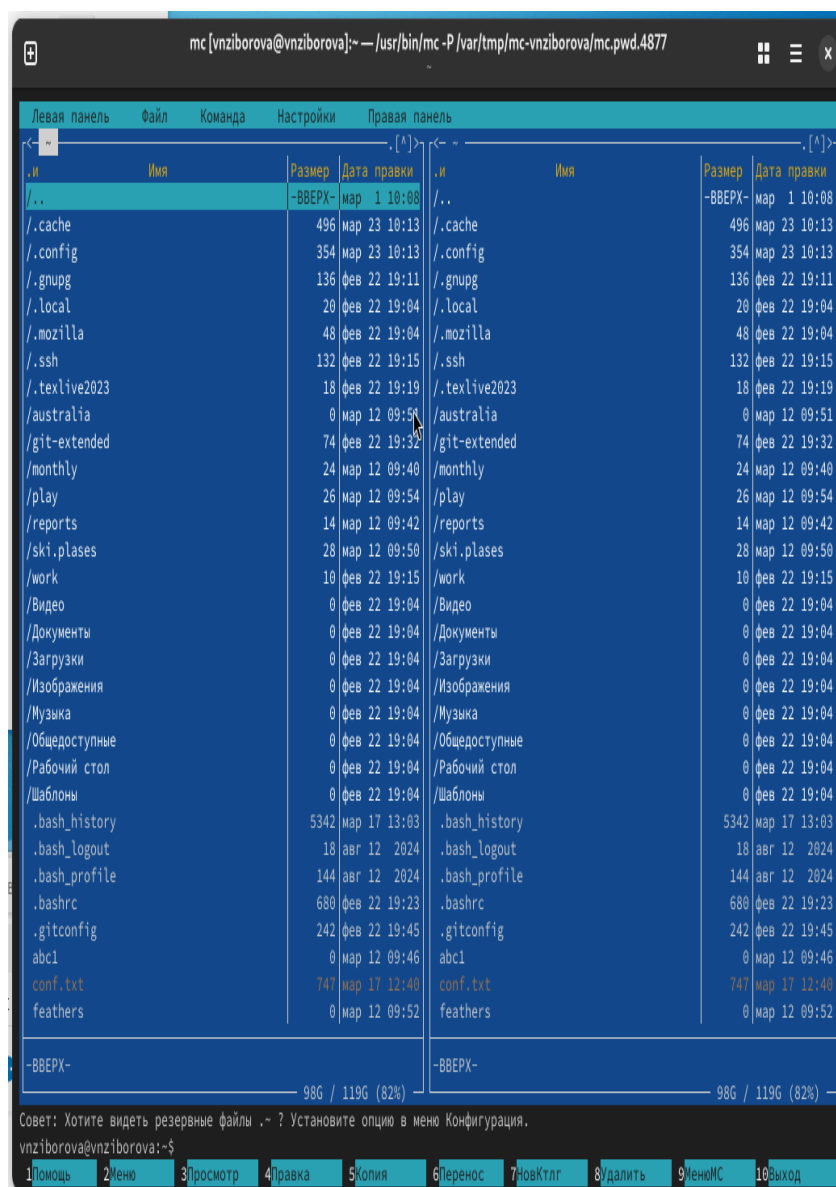 mc [vnziborova@vnziborova]:~ — /usr/bin/mc -P /var/tmp/mc-vnziborova/mc.pwd.4877
~
Левая панель Файл Команда Настройки Правая панель
<─ ~ ─.[^]> <─ ~ ─.[^]>
.и Имя Размер Дата правки .и Имя Размер Дата правки
/.. -ВВЕРХ- мар 1 10:08 /.. -ВВЕРХ- мар 1 10:08
/.cache 496 мар 23 10:13 /.cache 496 мар 23 10:13
/.config 354 мар 23 10:13 /.config 354 мар 23 10:13
/.gnupg 136 фев 22 19:11 /.gnupg 136 фев 22 19:11
/.local 20 фев 22 19:04 /.local 20 фев 22 19:04
/.mozilla 48 фев 22 19:04 /.mozilla 48 фев 22 19:04
/.ssh 132 фев 22 19:15 /.ssh 132 фев 22 19:15
/.texlive2023 18 фев 22 19:19 /.texlive2023 18 фев 22 19:19
/australia 0 мар 12 09:51 /australia 0 мар 12 09:51
/git-extended 74 фев 22 19:32 /git-extended 74 фев 22 19:32
/monthly 24 мар 12 09:40 /monthly 24 мар 12 09:40
/play 26 мар 12 09:54 /play 26 мар 12 09:54
/reports 14 мар 12 09:42 /reports 14 мар 12 09:42
/ski.plases 28 мар 12 09:50 /ski.plases 28 мар 12 09:50
/work 10 фев 22 19:15 /work 10 фев 22 19:15
/Видео 0 фев 22 19:04 /Видео 0 фев 22 19:04
/Документы 0 фев 22 19:04 /Документы 0 фев 22 19:04
/Загрузки 0 фев 22 19:04 /Загрузки 0 фев 22 19:04
/Изображения 0 фев 22 19:04 /Изображения 0 фев 22 19:04
/Музыка 0 фев 22 19:04 /Музыка 0 фев 22 19:04
/Общедоступные 0 фев 22 19:04 /Общедоступные 0 фев 22 19:04
/Рабочий стол 0 фев 22 19:04 /Рабочий стол 0 фев 22 19:04
/Шаблоны 0 фев 22 19:04 /Шаблоны 0 фев 22 19:04
.bash_history 5342 мар 17 13:03 .bash_history 5342 мар 17 13:03
.bash_logout 18 авг 12 2024 .bash_logout 18 авг 12 2024
.bash_profile 144 авг 12 2024 .bash_profile 144 авг 12 2024
.bashrc 680 фев 22 19:23 .bashrc 680 фев 22 19:23
.gitconfig 242 фев 22 19:45 .gitconfig 242 фев 22 19:45
abc1 0 мар 12 09:46 abc1 0 мар 12 09:46
conf.txt 747 мар 17 12:40 conf.txt 747 мар 17 12:40
feathers 0 мар 12 09:52 feathers 0 мар 12 09:52
-ВВЕРХ- -ВВЕРХ-
98G / 119G (82%) 98G / 119G (82%)
Совет: Хотите видеть резервные файлы .~ ? Установите опцию в меню Конфигурация.
vnziborova@vnziborova:~$
1Помощь 2Меню 3Просмотр 4Правка 5Копия 6Перенос 7НовКтлг 8Удалить 9МенюМС 10Выход